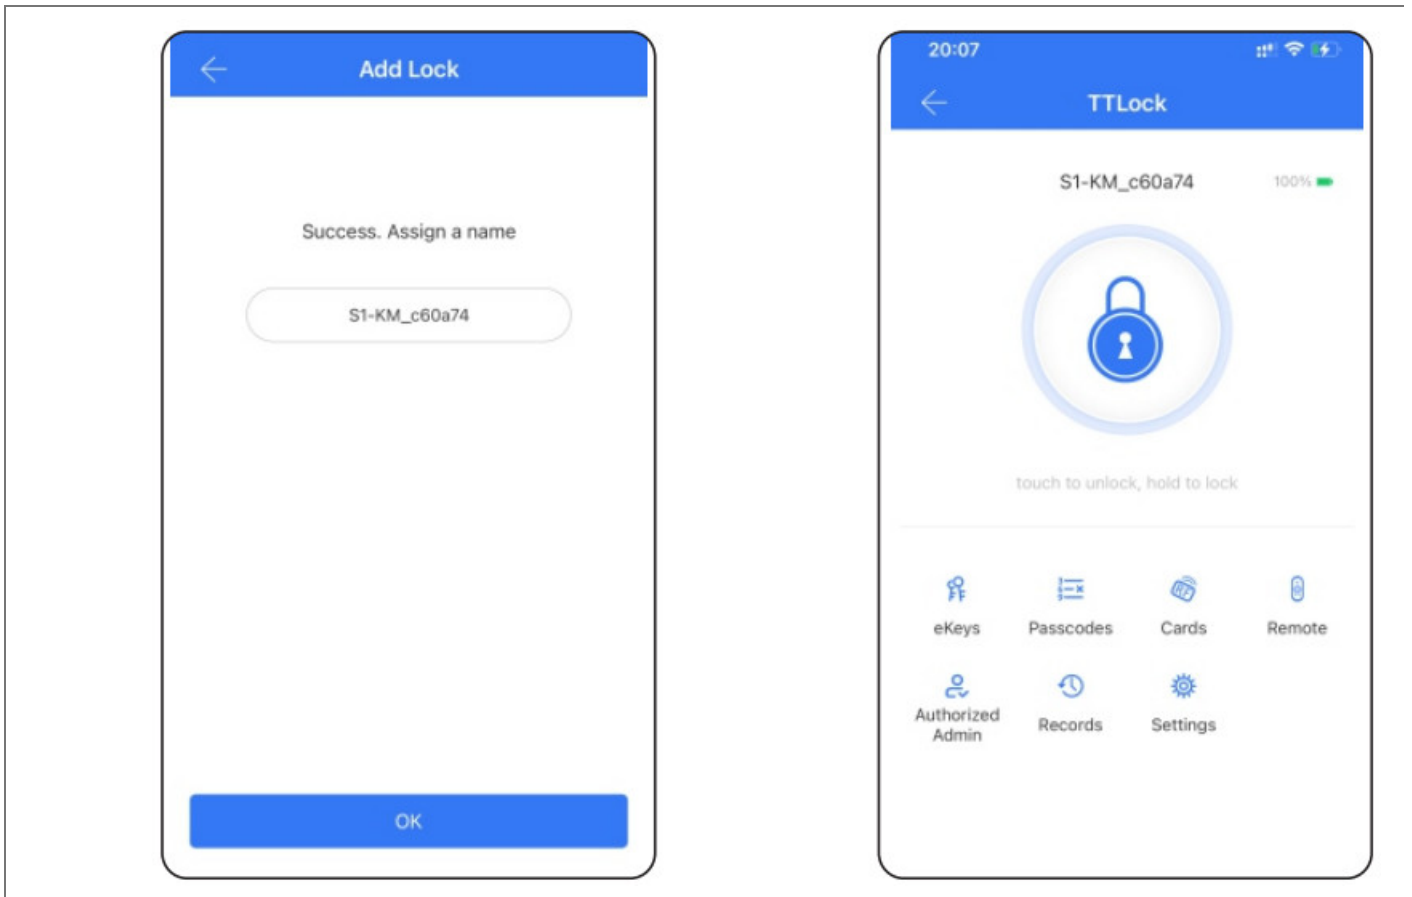 Add Lock
Success. Assign a name
S1-KM_c60a74
OK
20:07
TTLock
S1-KM_c60a74 100%
touch to unlock, hold to lock
eKeys Passcodes Cards Remote
Authorized Admin Records Settings